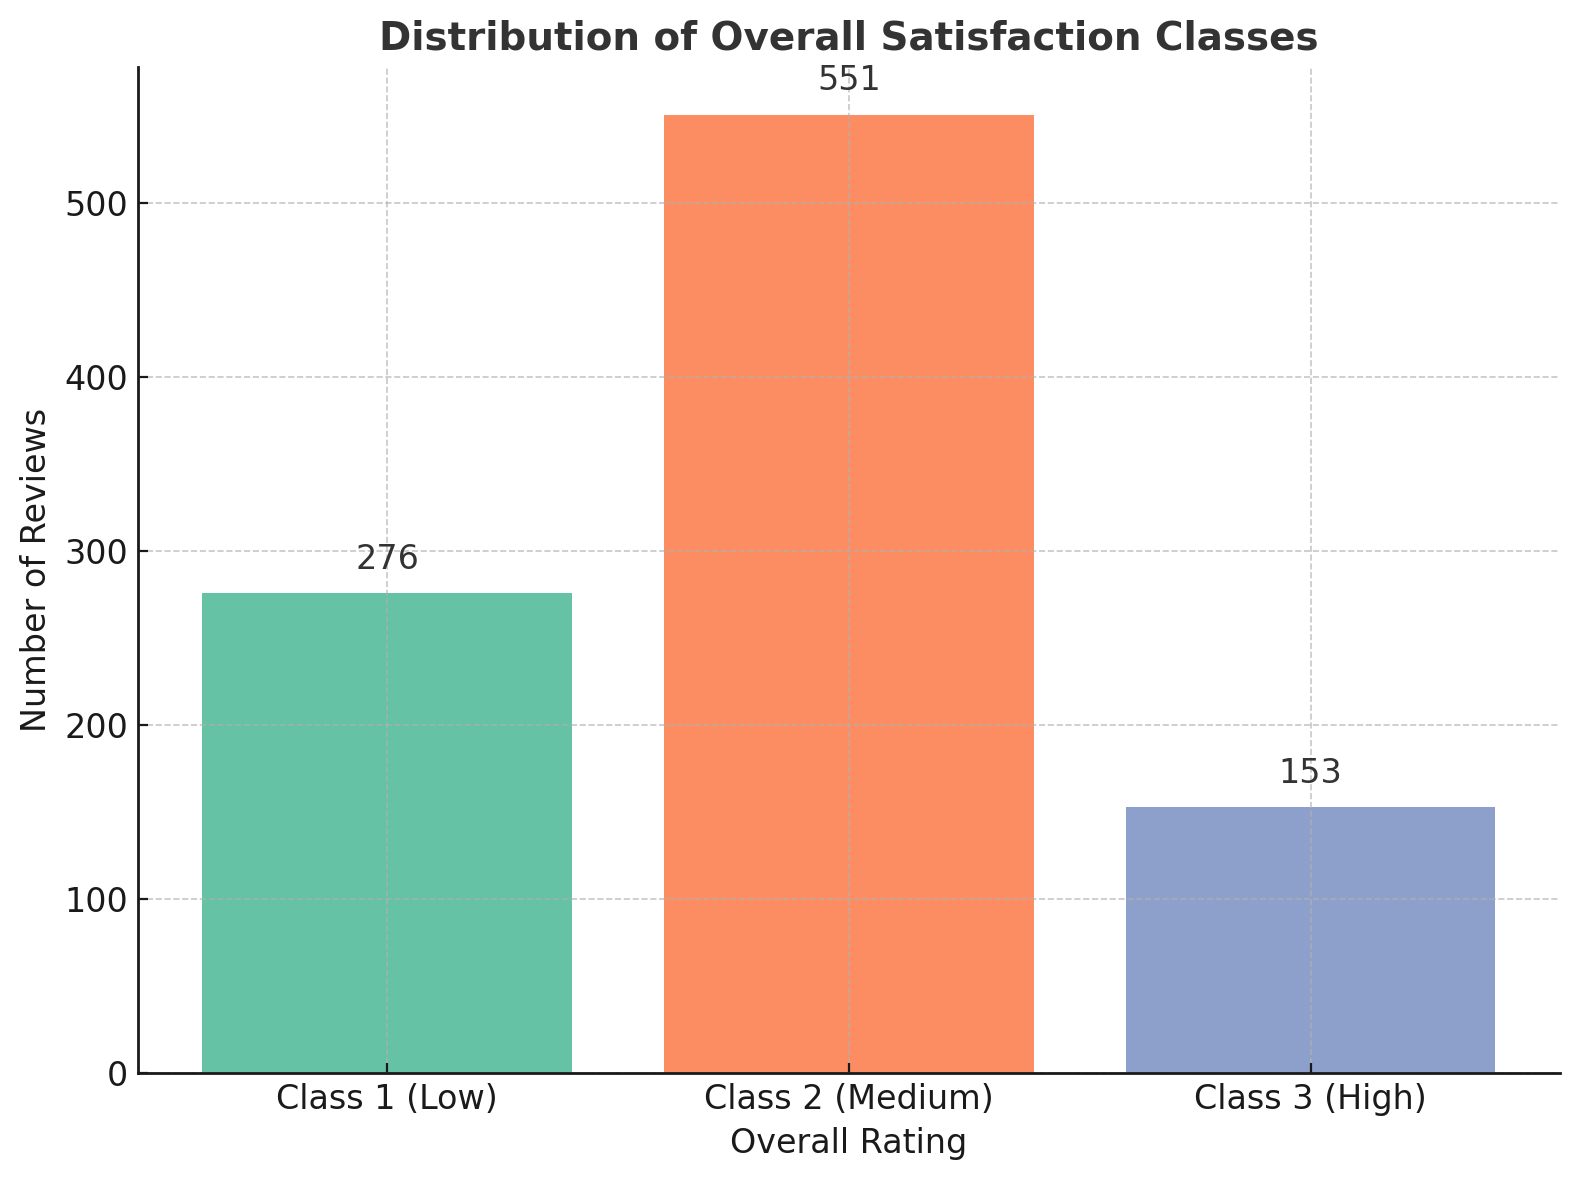 Distribution of Overall Satisfaction Classes
551
500
400
300
276
200
153
100
0
Number of Reviews
Class 1 (Low)
Class 2 (Medium)
Class 3 (High)
Overall Rating